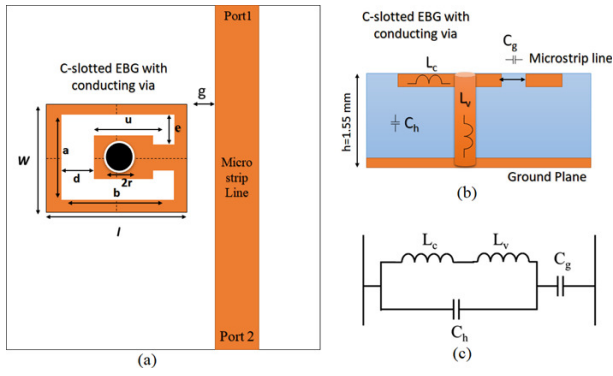 Port1
C-slotted EBG with
conducting via
g
u
e
W
a
d
2r
b
l
Micro
strip
Line
Port 2
(a)
C-slotted EBG with
conducting via
Cg
Microstrip line
Lc
Lv
Ch
h=1.55 mm
Ground Plane
(b)
Lc
Lv
Cg
Ch
(c)